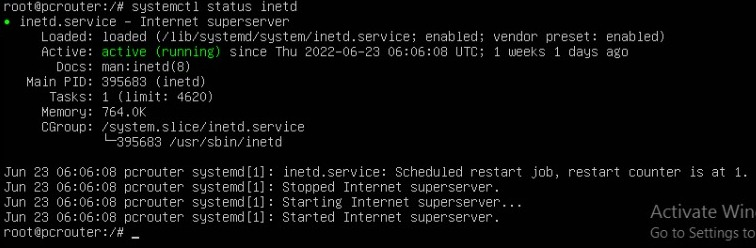 root@pcrouter:/# systemctl status inetd
● inetd.service – Internet superserver
Loaded: loaded (/lib/systemd/system/inetd.service; enabled; vendor preset: enabled)
Active: active (running) since Thu 2022-06-23 06:06:08 UTC; 1 weeks 1 days ago
Docs: man:inetd(8)
Main PID: 395683 (inetd)
Tasks: 1 (limit: 4620)
Memory: 764.0K
CGroup: /system.slice/inetd.service
└─395683 /usr/sbin/inetd
Jun 23 06:06:08 pcrouter systemd[1]: inetd.service: Scheduled restart job, restart counter is at 1.
Jun 23 06:06:08 pcrouter systemd[1]: Stopped Internet superserver.
Jun 23 06:06:08 pcrouter systemd[1]: Starting Internet superserver...
Jun 23 06:06:08 pcrouter systemd[1]: Started Internet superserver.
root@pcrouter:/# _
Activate Win
Go to Settings to